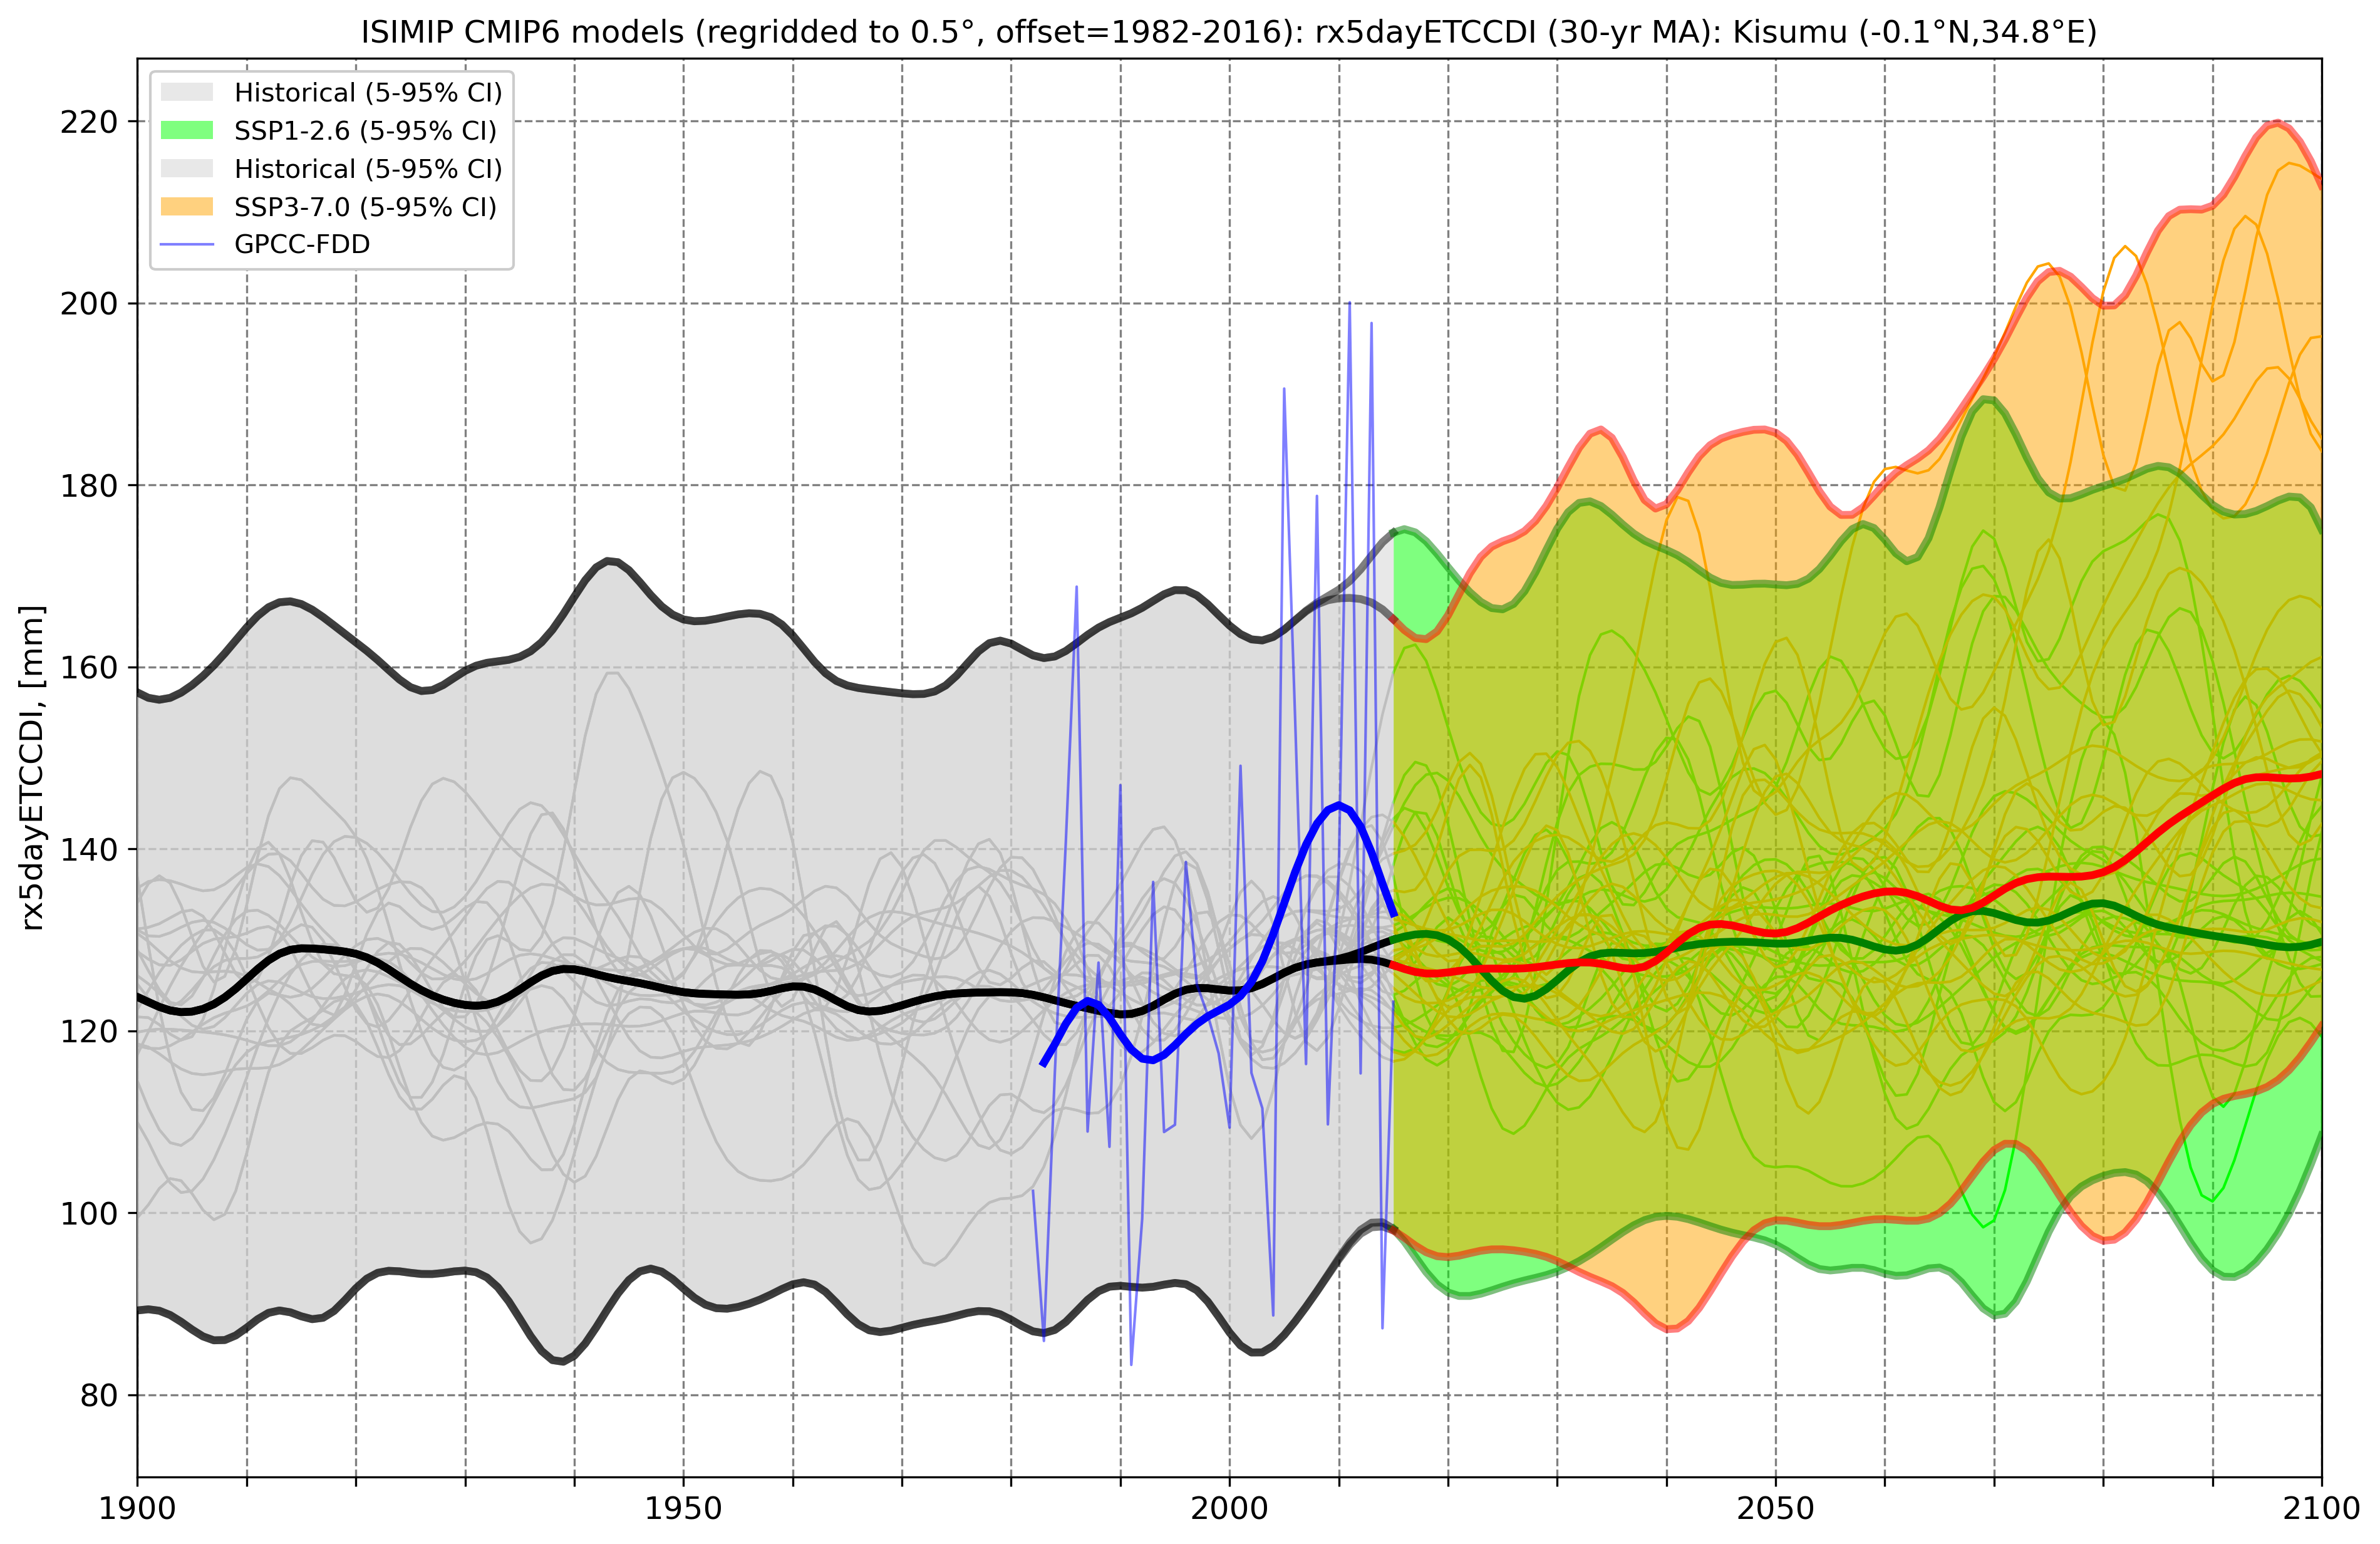 ISIMIP CMIP6 models (regridded to 0.5°, offset=1982-2016): rx5dayETCCDI (30-yr MA): Kisumu (-0.1°N,34.8°E)
Historical (5-95% CI)
SSP1-2.6 (5-95% CI)
Historical (5-95% CI)
SSP3-7.0 (5-95% CI)
GPCC-FDD
rx5dayETCCDI, [mm]
220
200
180
160
140
120
100
80
1900 1950 2000 2050 2100